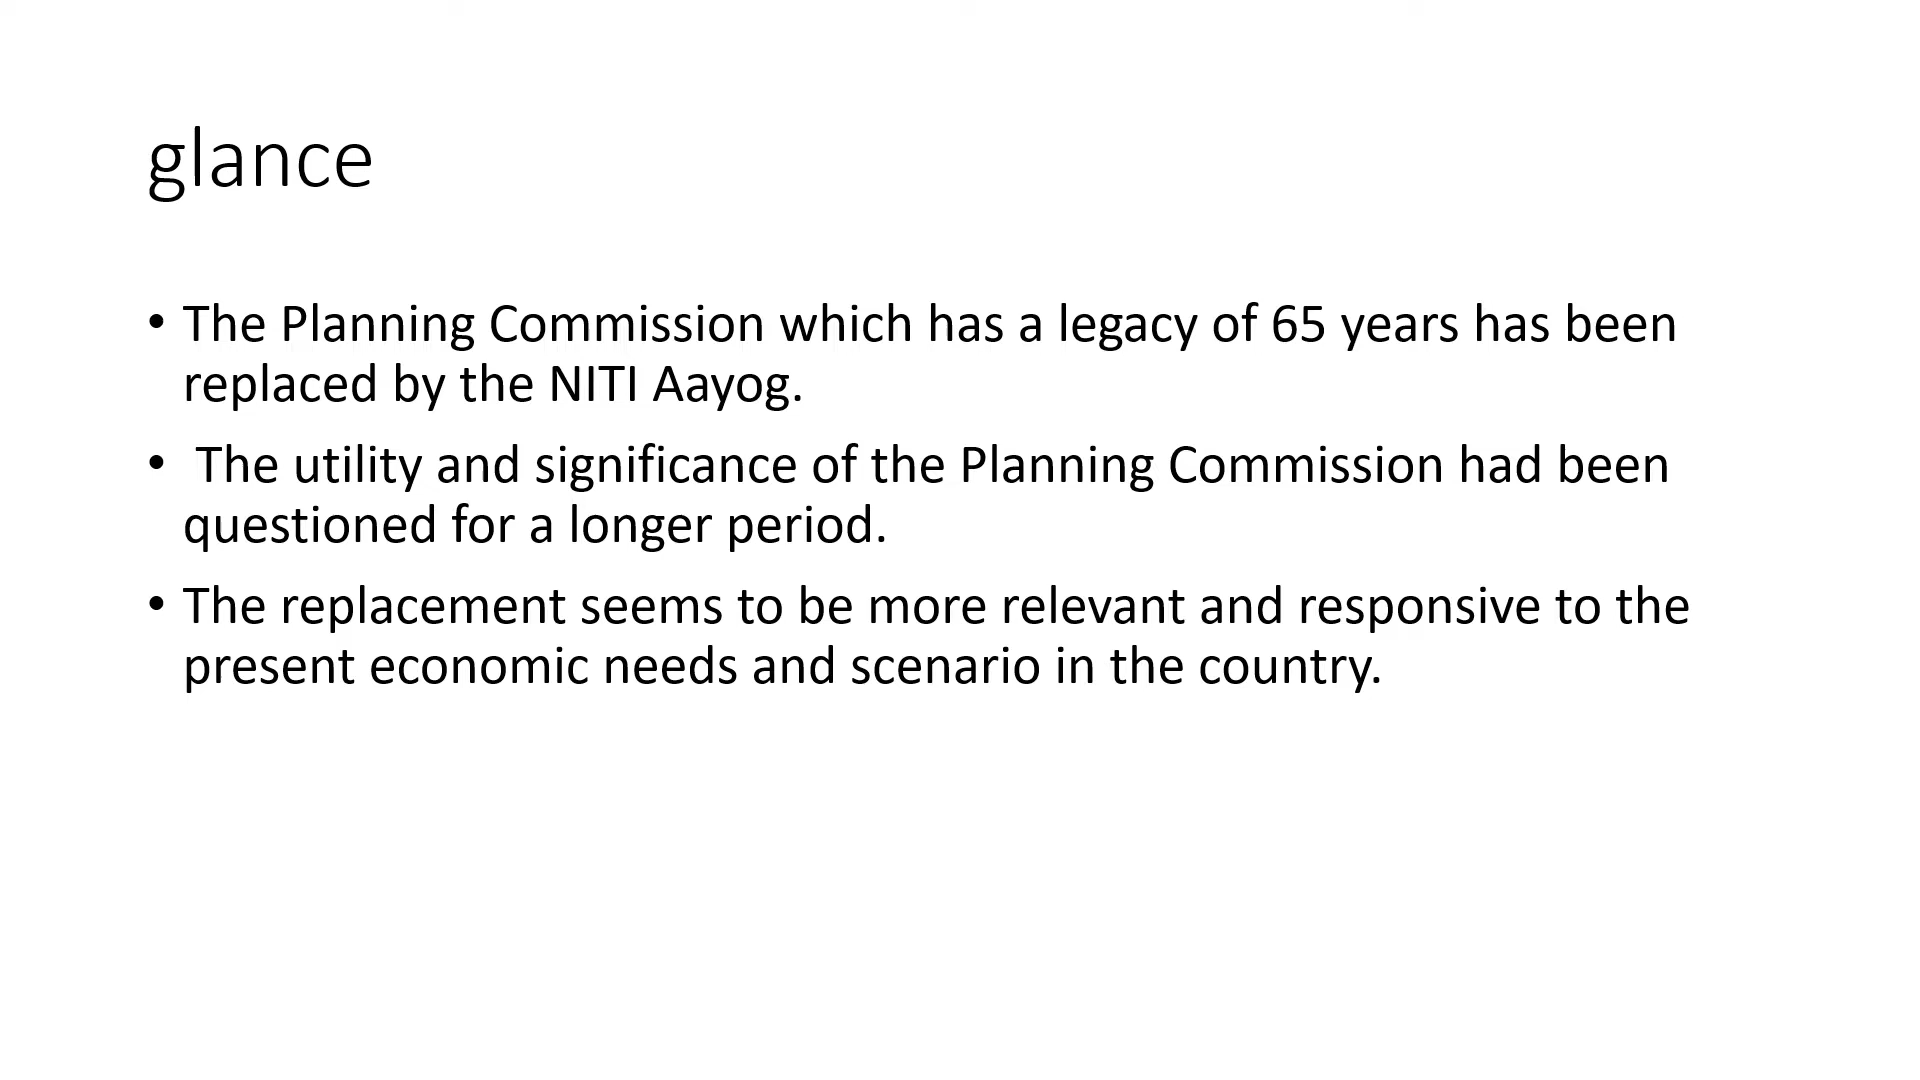 glance
• The Planning Commission which has a legacy of 65 years has been
replaced by the NITI Aayog.
• The utility and significance of the Planning Commission had been
questioned for a longer period.
• The replacement seems to be more relevant and responsive to the
present economic needs and scenario in the country.